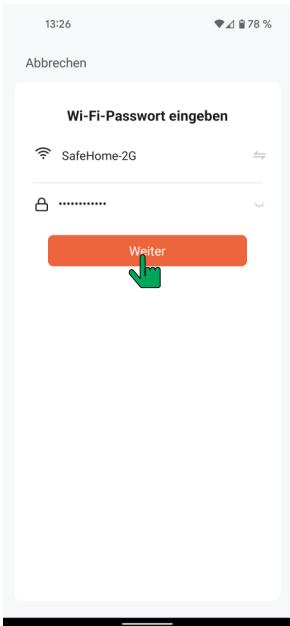 13:26 78 %
Abbrechen
Wi-Fi-Passwort eingeben
SafeHome-2G
••••••••••••
Weiter